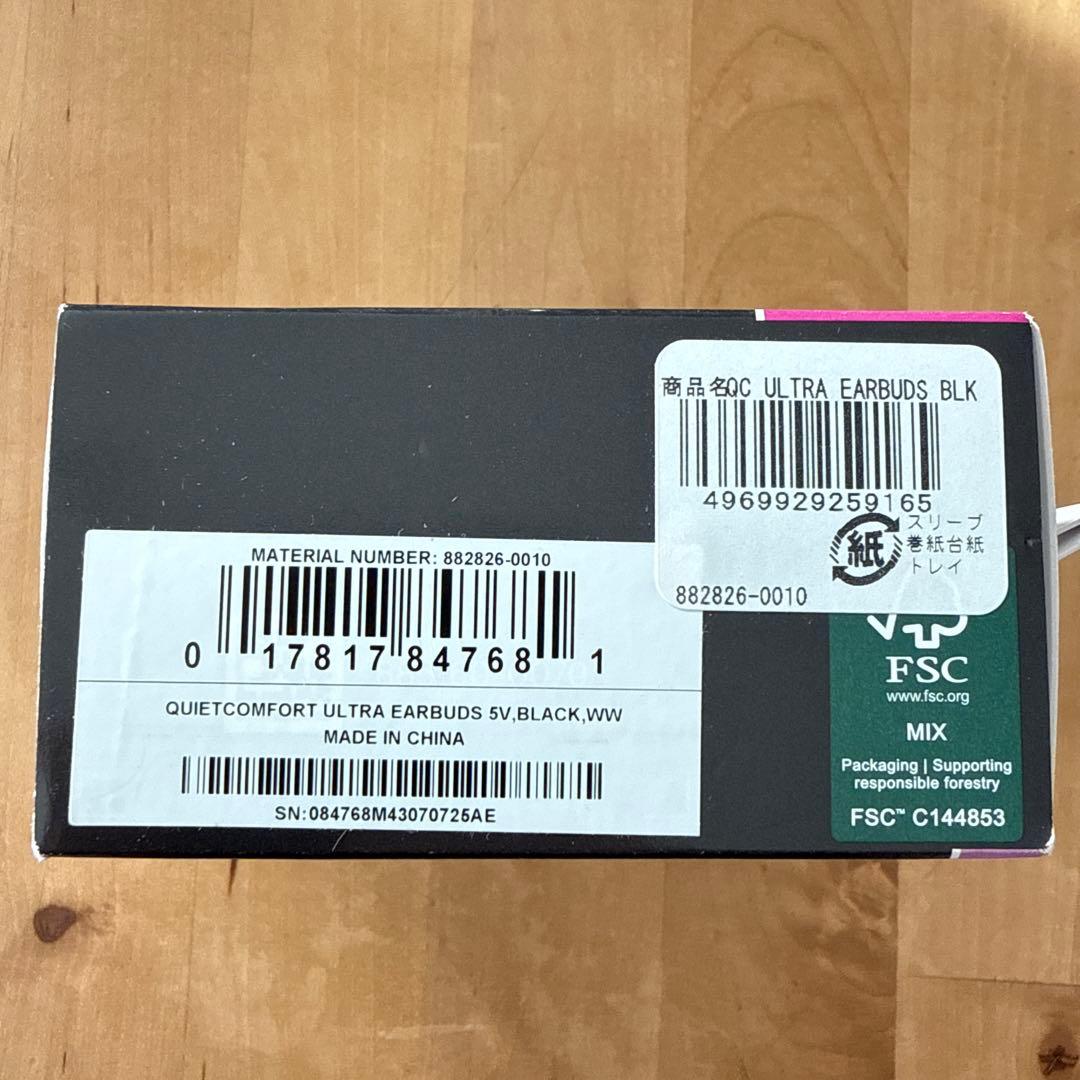 商品名QC ULTRA EARBUDS BLK
4969929259165
紙
スリーブ
巻紙台紙
トレイ
882826-0010
MATERIAL NUMBER: 882826-0010
0 17817 84768 1
QUIETCOMFORT ULTRA EARBUDS 5V,BLACK,WW
MADE IN CHINA
SN:084768M43070725AE
FSC
www.fsc.org
MIX
Packaging | Supporting
responsible forestry
FSC™ C144853